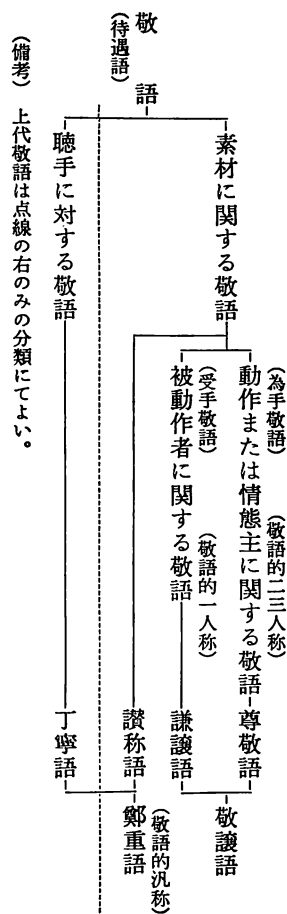 敬語
(待遇語)
素材に関する敬語
(為手敬語) (敬語的二三人称)
動作または情態主に関する敬語
尊敬語
(受手敬語) (敬語的一人称)
被動作者に関する敬語
謙譲語
敬譲語
讃称語
(敬語的汎称)
鄭重語
聴手に対する敬語
丁寧語
(備考) 上代敬語は点線の右のみの分類にてよい。